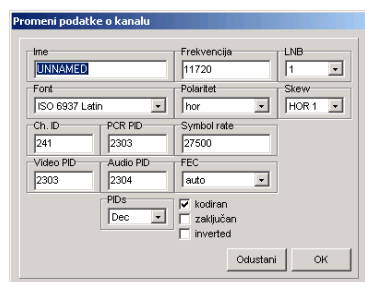 Promeni podatke o kanalu
Ime Frekvencija LNB
UNNAMED 11720 1
Font Polaritet Skew
ISO 6937 Latin hor HOR 1
Ch. ID PCR PID Symbol rate
241 2303 27500
Video PID Audio PID FEC
2303 2304 auto
PIDs
Dec
kodiran
zaključan
inverted
Odustani OK